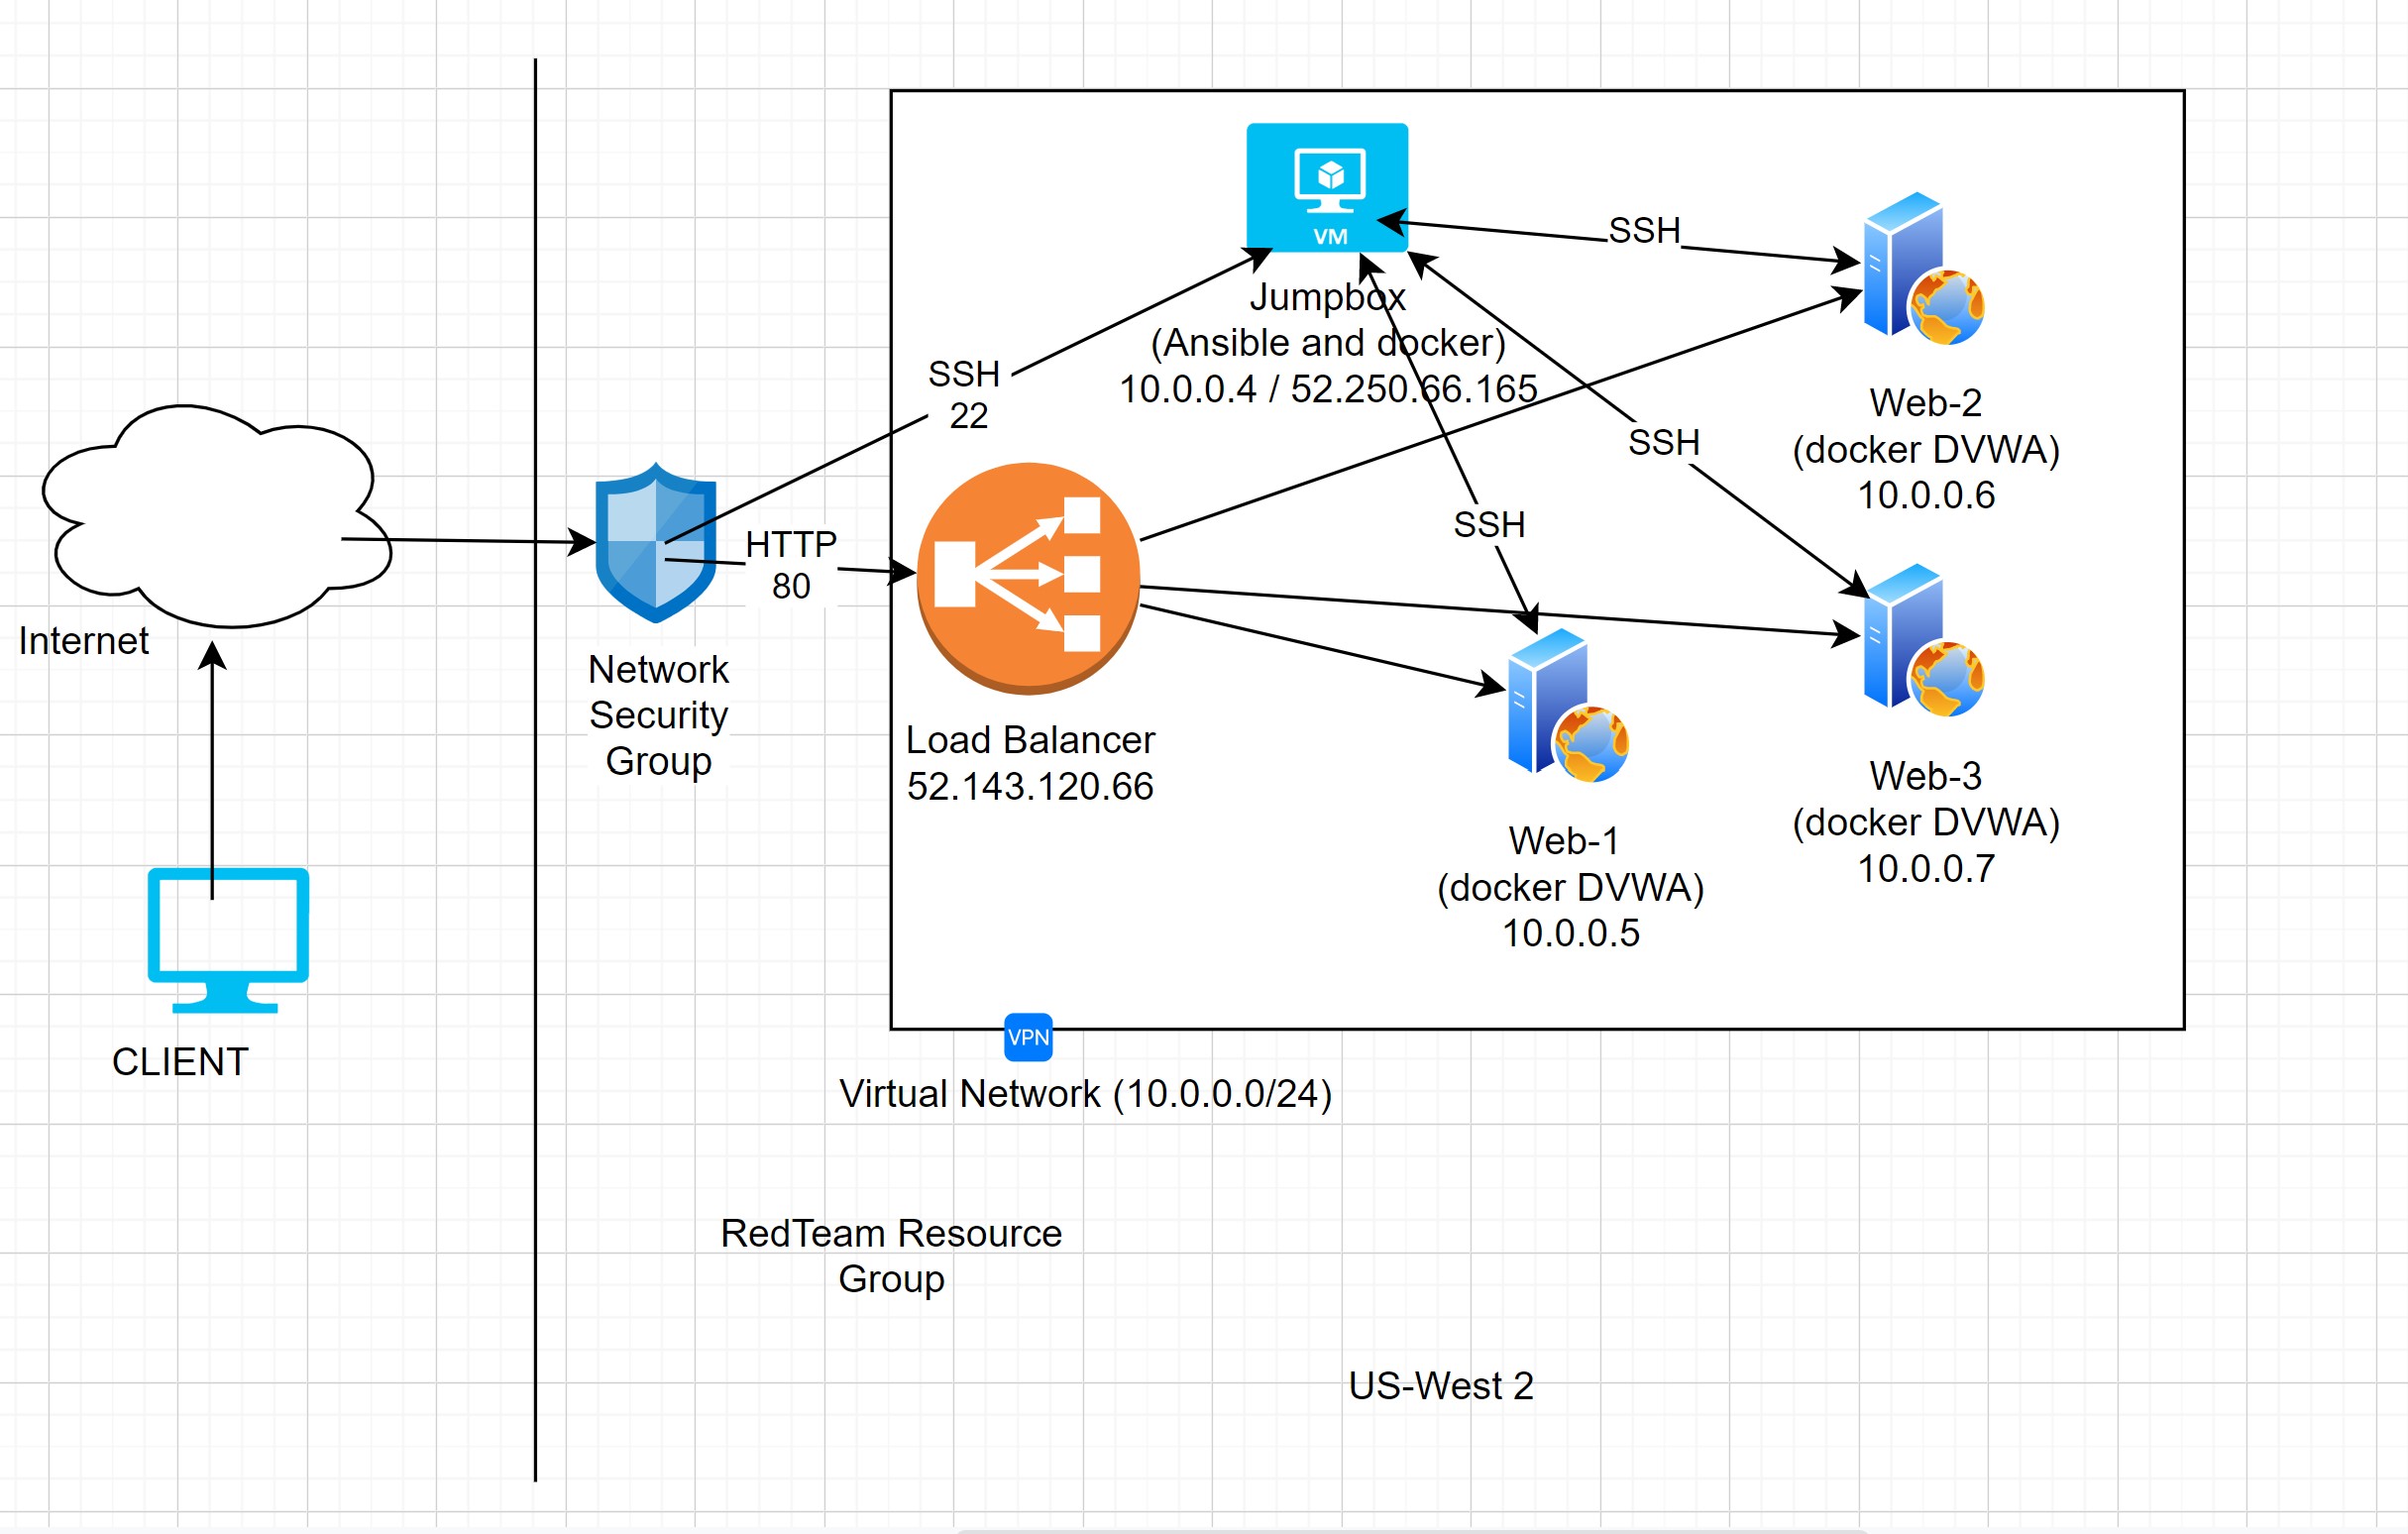 VM
Jumpbox
(Ansible and docker)
10.0.0.4 / 52.250.66.165
SSH
SSH
22
SSH
SSH
Web-2
(docker DVWA)
10.0.0.6
HTTP
80
Internet
Network
Security
Group
Load Balancer
52.143.120.66
Web-1
(docker DVWA)
10.0.0.5
Web-3
(docker DVWA)
10.0.0.7
CLIENT
VPN
Virtual Network (10.0.0.0/24)
RedTeam Resource
Group
US-West 2